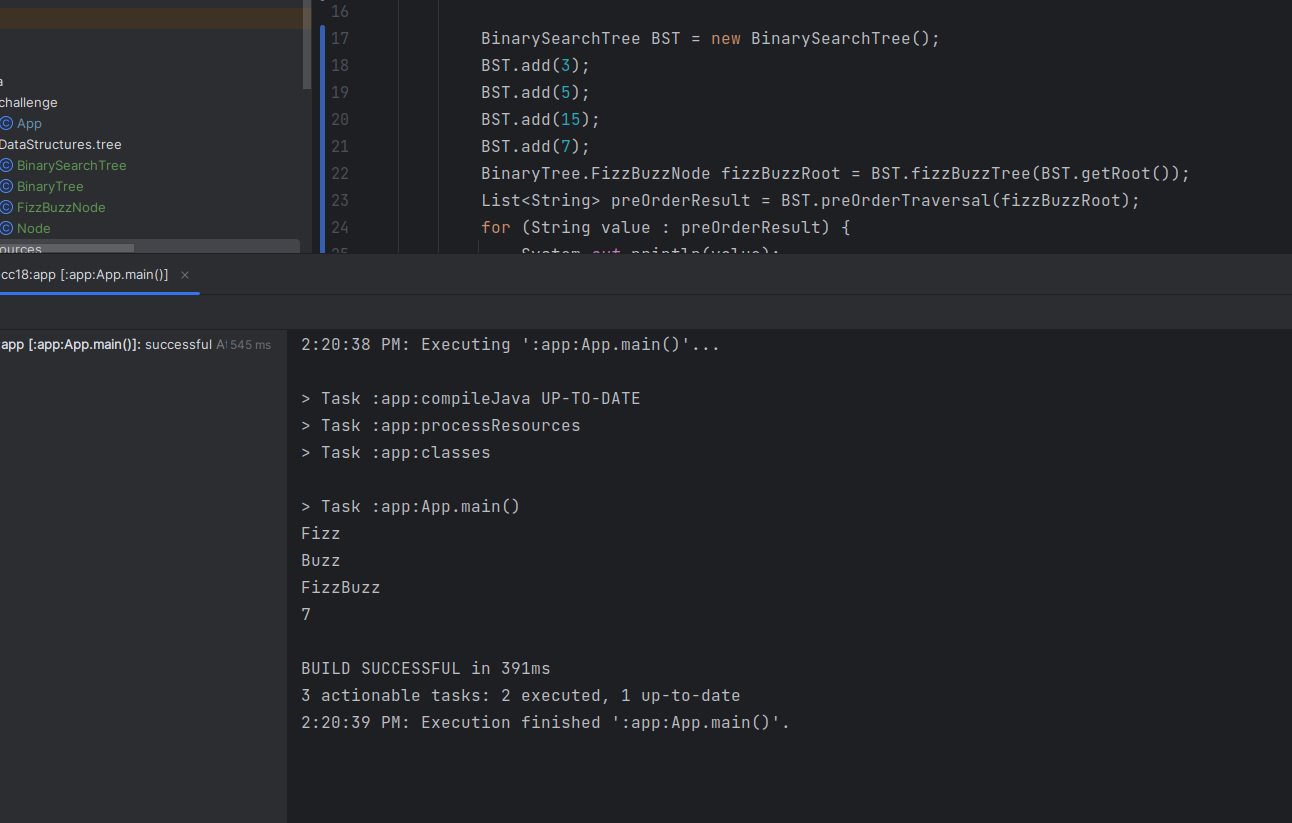 16
17 BinarySearchTree BST = new BinarySearchTree();
18 BST.add(3);
19 BST.add(5);
20 BST.add(15);
21 BST.add(7);
22 BinaryTree.FizzBuzzNode fizzBuzzRoot = BST.fizzBuzzTree(BST.getRoot());
23 List<String> preOrderResult = BST.preOrderTraversal(fizzBuzzRoot);
24 for (String value : preOrderResult) {
25 System.out.println(value);
a
challenge
App
DataStructures.tree
BinarySearchTree
BinaryTree
FizzBuzzNode
Node
ources
cc18:app [:app:App.main()]
app [:app:App.main()]: successful At 545 ms
2:20:38 PM: Executing ':app:App.main()'...
> Task :app:compileJava UP-TO-DATE
> Task :app:processResources
> Task :app:classes
> Task :app:App.main()
Fizz
Buzz
FizzBuzz
7
BUILD SUCCESSFUL in 391ms
3 actionable tasks: 2 executed, 1 up-to-date
2:20:39 PM: Execution finished ':app:App.main()'.